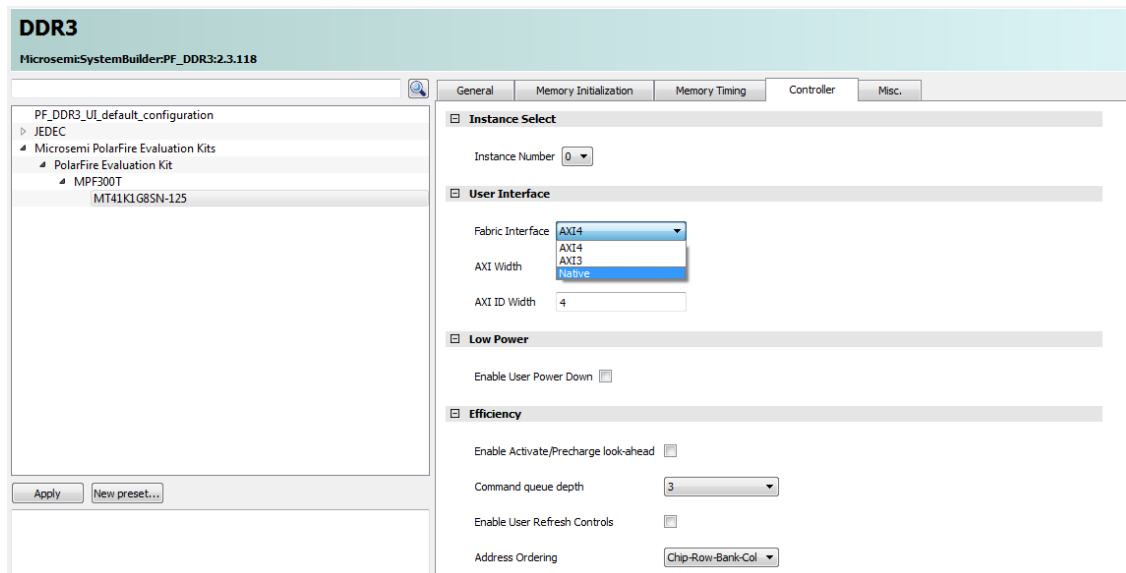 DDR3
Microsemi:SystemBuilder:PF_DDR3:2.3.118
PF_DDR3_UI_default_configuration
JEDEC
Microsemi PolarFire Evaluation Kits
PolarFire Evaluation Kit
MPF300T
MT41K1G8SN-125
Apply
New preset...
General
Memory Initialization
Memory Timing
Controller
Misc.
Instance Select
Instance Number 0
User Interface
Fabric Interface AXI4
AXI4
AXI3
Native
AXI Width
AXI ID Width 4
Low Power
Enable User Power Down
Efficiency
Enable Activate/Precharge look-ahead
Command queue depth 3
Enable User Refresh Controls
Address Ordering Chip-Row-Bank-Col